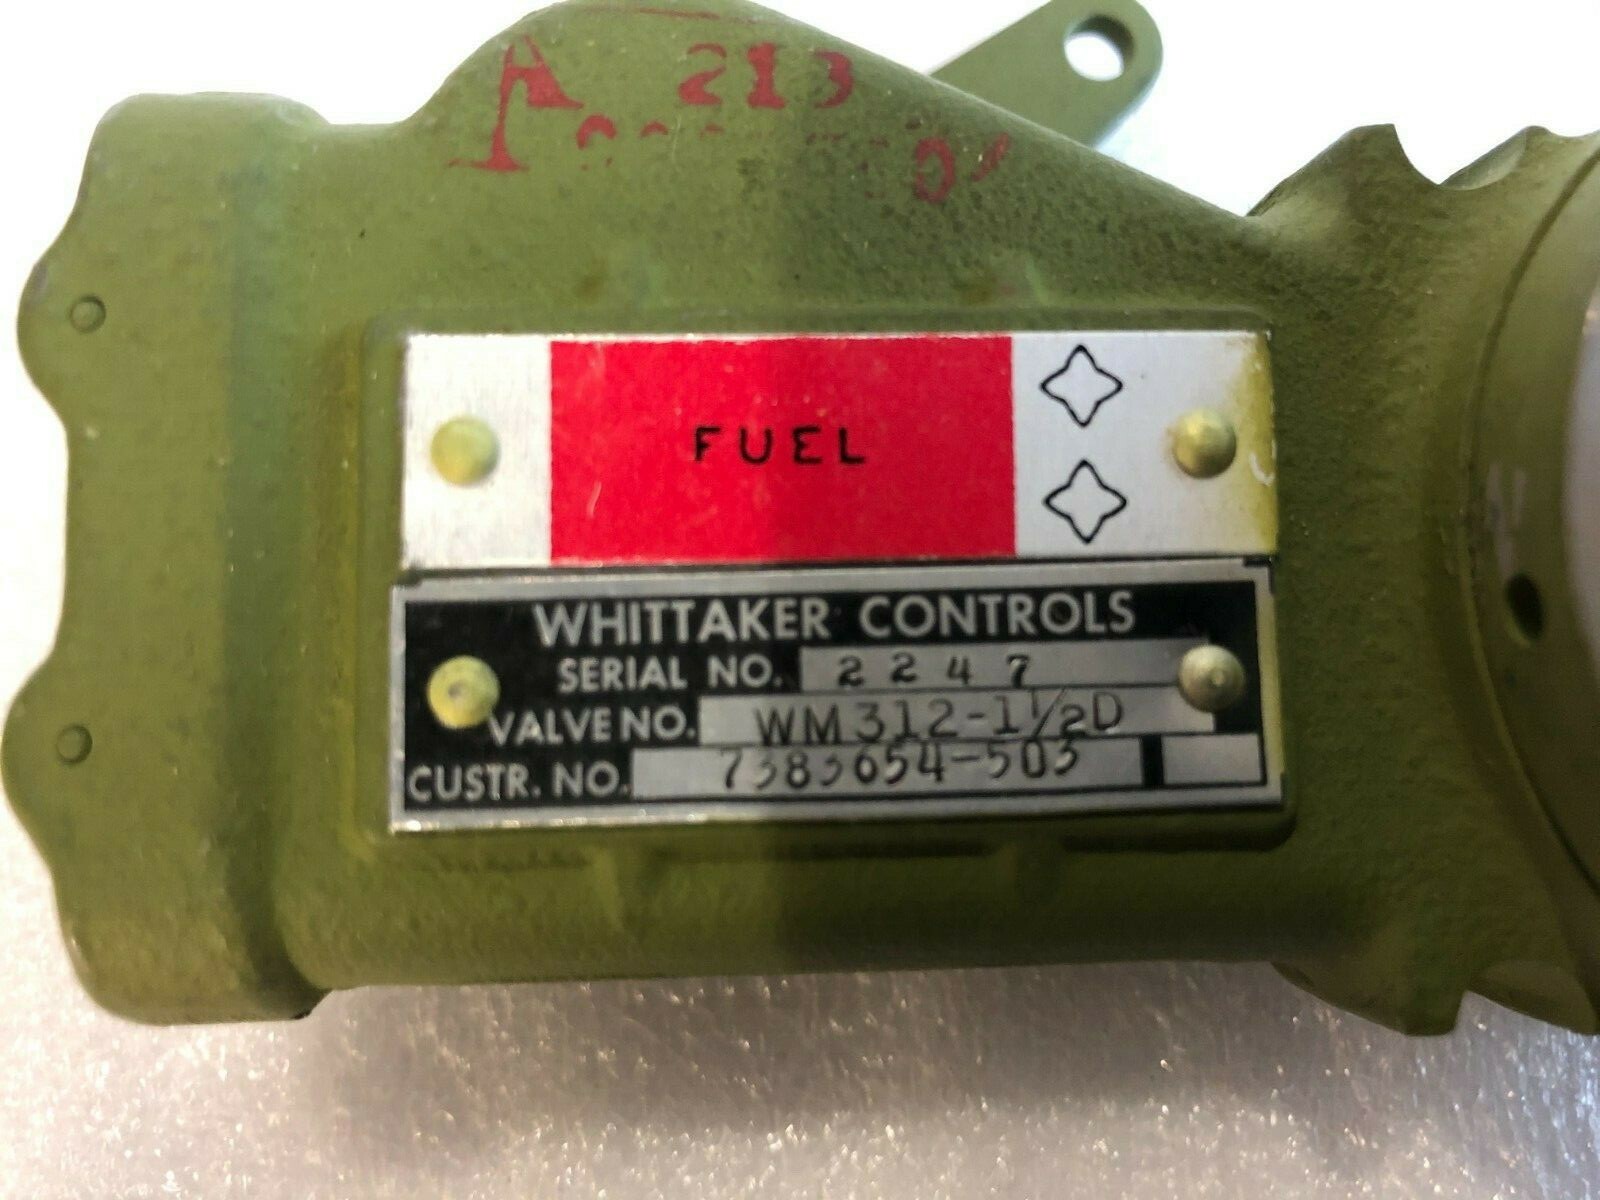 A 213
FUEL
WHITTAKER CONTROLS
SERIAL NO. 2247
VALVE NO. WM312-1½D
CUSTR. NO. 7383654-503